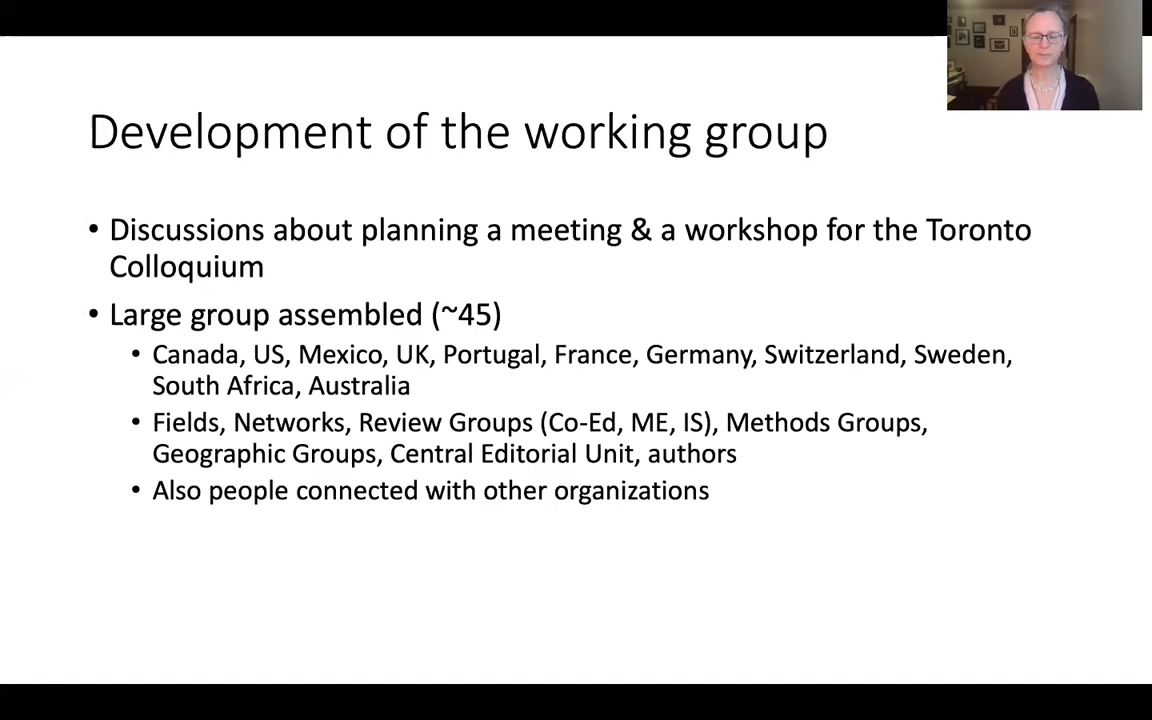 Development of the working group
• Discussions about planning a meeting & a workshop for the Toronto
Colloquium
• Large group assembled (~45)
• Canada, US, Mexico, UK, Portugal, France, Germany, Switzerland, Sweden,
South Africa, Australia
• Fields, Networks, Review Groups (Co-Ed, ME, IS), Methods Groups,
Geographic Groups, Central Editorial Unit, authors
• Also people connected with other organizations